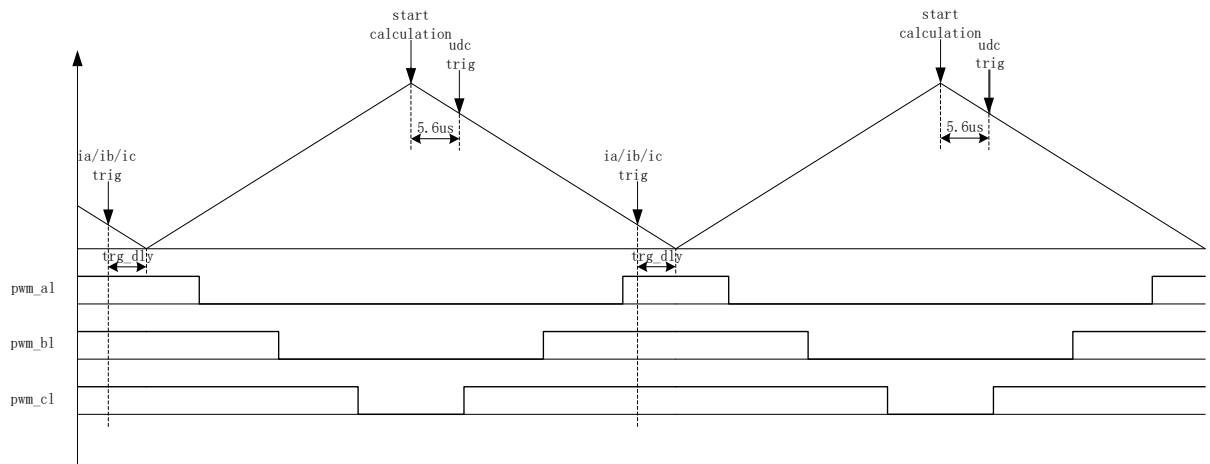 start
calculation
udc
trig
5.6us
ia/ib/ic
trig
trg_dly
ia/ib/ic
trig
trg_dly
start
calculation
udc
trig
5.6us
pwm_al
pwm_bl
pwm_cl